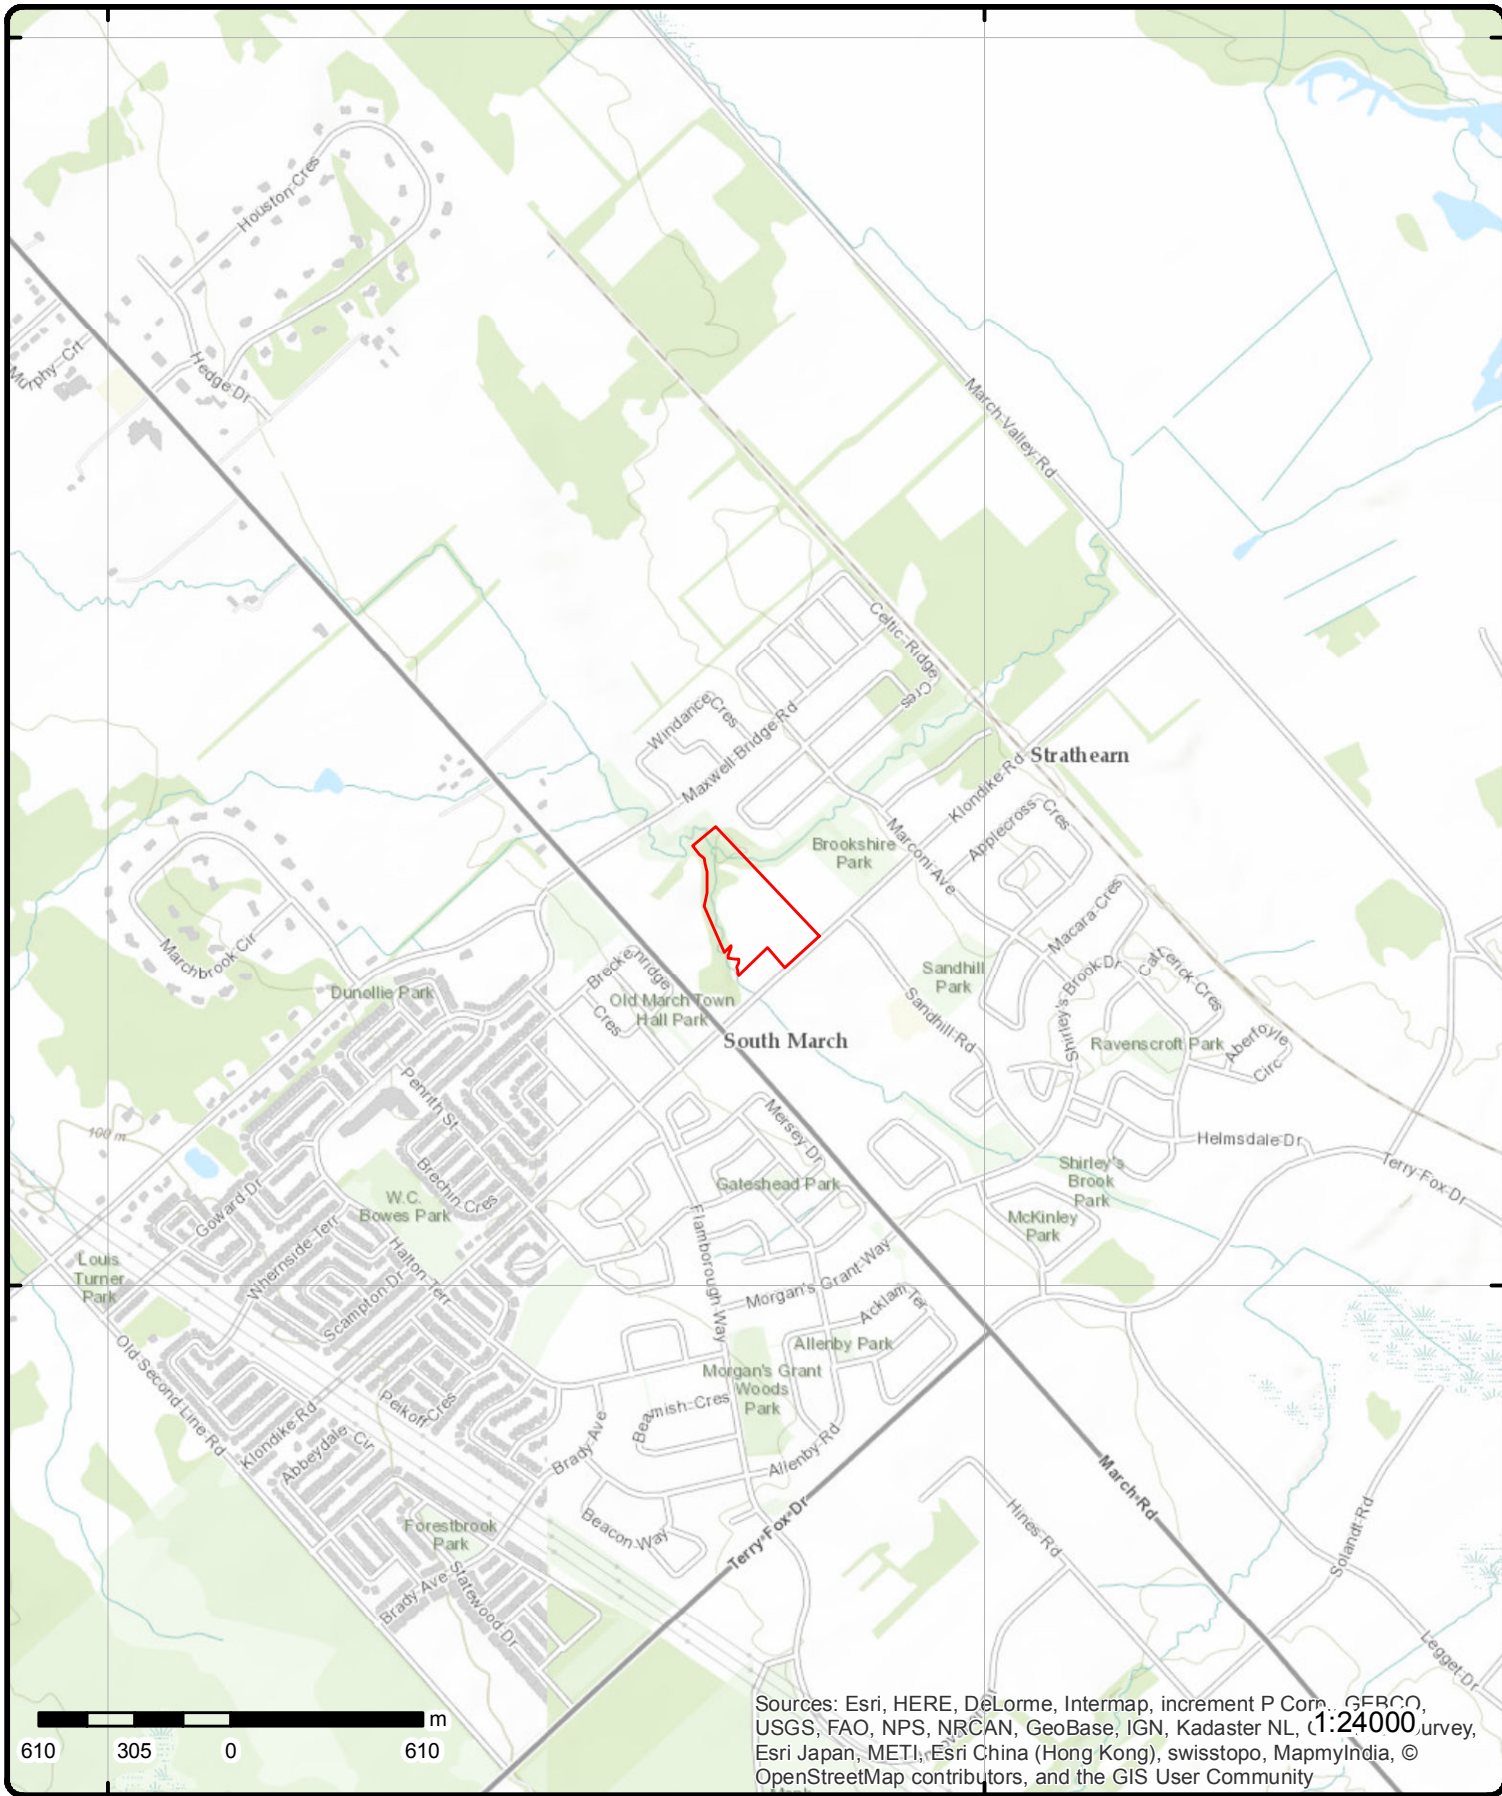 Houston Cres
Murphy Crt
Hedge Dr
March Valley Rd
Celtic Ridge
Cres
Windance
Cres
Maxwell Bridge Rd
Strathearn
Klondike Rd
Applecross
Cres
Brookshire
Park
Marconi Ave
Macara Cres
Marchbrook Cir
Dunollie Park
Brecke
nridge
Cres
Old March Town
Hall Park
South March
Sandhill
Park
Sandhill Rd
Shirley's Brook Dr
Catterick Cres
Ravenscroft Park
Aberfoyle
Circ
100 m
Penrith St
Mersey Dr
Helmsdale Dr
Terry Fox Dr
Brechin Cres
Gateshead Park
Shirley's
Brook
Park
McKinley
Park
Goward Dr
W.C.
Bowes Park
Louis
Turner
Park
Whernside Terr
Halton Terr
Scampton Dr
Flamborough Way
Morgan's Grant Way
Acklam Ter
Allenby Park
Morgan's Grant
Woods
Park
Old Second Line Rd
Peikoff Cres
Beamish Cres
Klondike Rd
Abbeydale Cir
Brady Ave
Allenby Rd
March Rd
Forestbrook
Park
Beacon Way
Terry Fox Dr
Hines Rd
Solandt Rd
Brady Ave
Statewood Dr
Legget Dr
610 305 0 610 m
1:24000
Sources: Esri, HERE, DeLorme, Intermap, increment P Corp., GEBCO,
USGS, FAO, NPS, NRCAN, GeoBase, IGN, Kadaster NL, urvey,
Esri Japan, METI, Esri China (Hong Kong), swisstopo, MapmyIndia, ©
OpenStreetMap contributors, and the GIS User Community